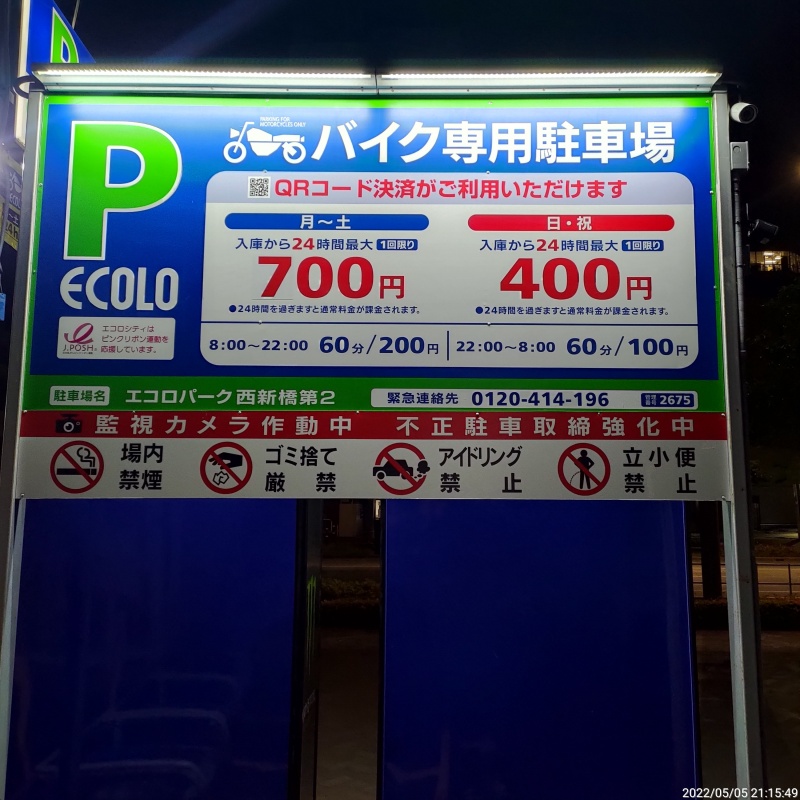 P
ECOLO
エコロシティは
ピンクリボン運動を
応援しています。
J.POSH
PARKING FOR
MOTORCYCLES ONLY
バイク専用駐車場
QRコード決済がご利用いただけます
月〜土
入庫から24時間最大 1回限り
700円
●24時間を過ぎますと通常料金が課金されます。
日・祝
入庫から24時間最大 1回限り
400円
●24時間を過ぎますと通常料金が課金されます。
8:00〜22:00 60分/200円
22:00〜8:00 60分/100円
駐車場名 エコロパーク西新橋第2
緊急連絡先 0120-414-196
2675
監視カメラ作動中 不正駐車取締強化中
場内
禁煙
ゴミ捨て
厳禁
アイドリング
禁止
立小便
禁止
2022/05/05 21:15:49